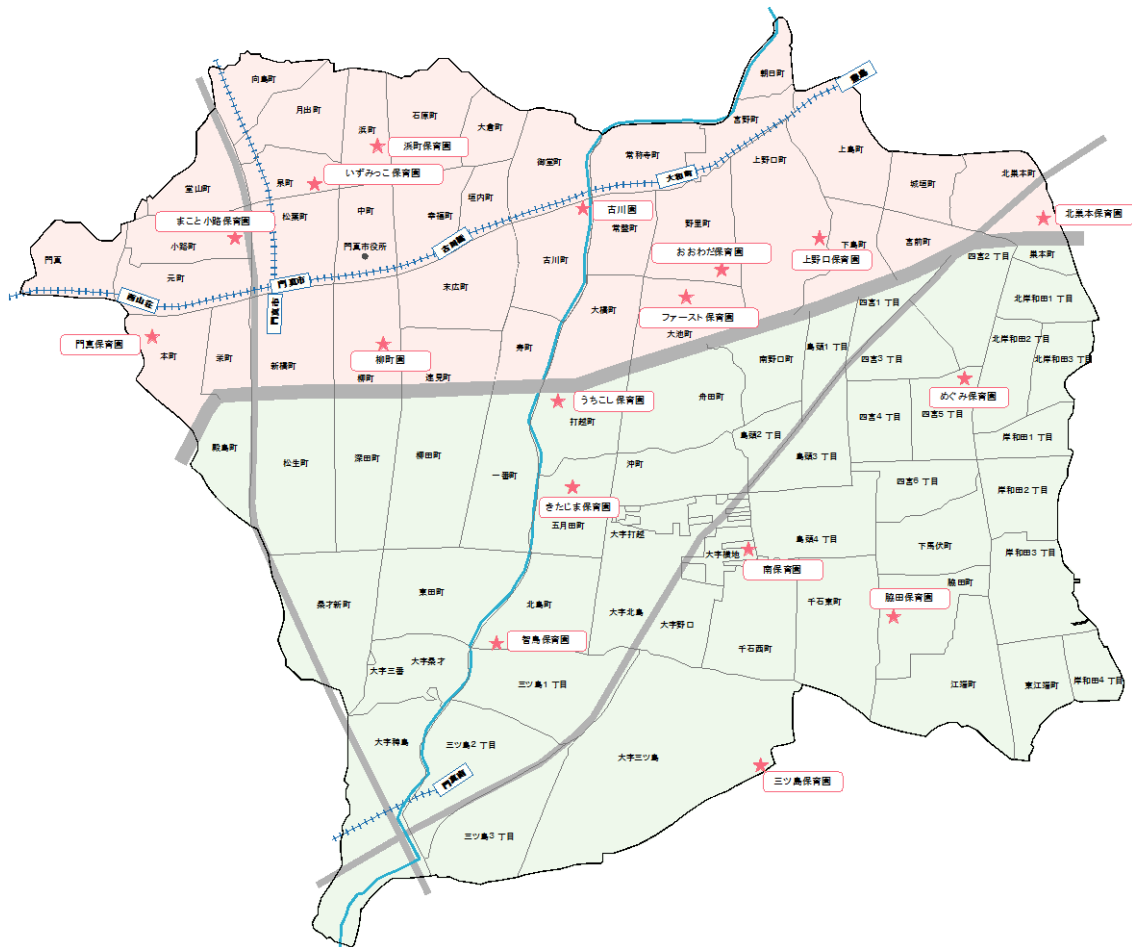 朝日町
向島町
萱島
月出町
石原町
大倉町
浜町
宮野町
浜町保育園
常称寺町
上野口町
上島町
御堂町
いずみっこ保育園
泉町
大和田
城垣町
北巣本町
堂山町
垣内町
松葉町
中町
幸福町
古川園
まこと小路保育園
北巣本保育園
小路町
門真市役所
古川橋
常盤町
野里町
おおわだ保育園
上野口保育園
下島町
宮前町
門真
元町
古川町
四宮2丁目
巣本町
門真市
末広町
西山荘
門真市
大橋町
ファースト保育園
四宮1丁目
北岸和田1丁目
門真保育園
本町
栄町
新橋町
柳町園
寿町
大池町
島頭1丁目
北岸和田2丁目
南野口町
四宮3丁目
北岸和田3丁目
柳町
速見町
うちこし保育園
打越町
舟田町
めぐみ保育園
四宮4丁目
四宮5丁目
殿島町
島頭2丁目
岸和田1丁目
松生町
深田町
柳田町
沖町
島頭3丁目
一番町
四宮6丁目
岸和田2丁目
きたじま保育園
五月田町
大字打越
島頭4丁目
下馬伏町
大字横地
岸和田3丁目
南保育園
脇田町
東田町
脇田保育園
桑才新町
北島町
大字北島
千石東町
大字野口
智島保育園
千石西町
大字桑才
大字三番
三ツ島1丁目
江端町
東江端町
岸和田4丁目
大字稗島
三ツ島2丁目
大字三ツ島
門真南
三ツ島保育園
三ツ島3丁目